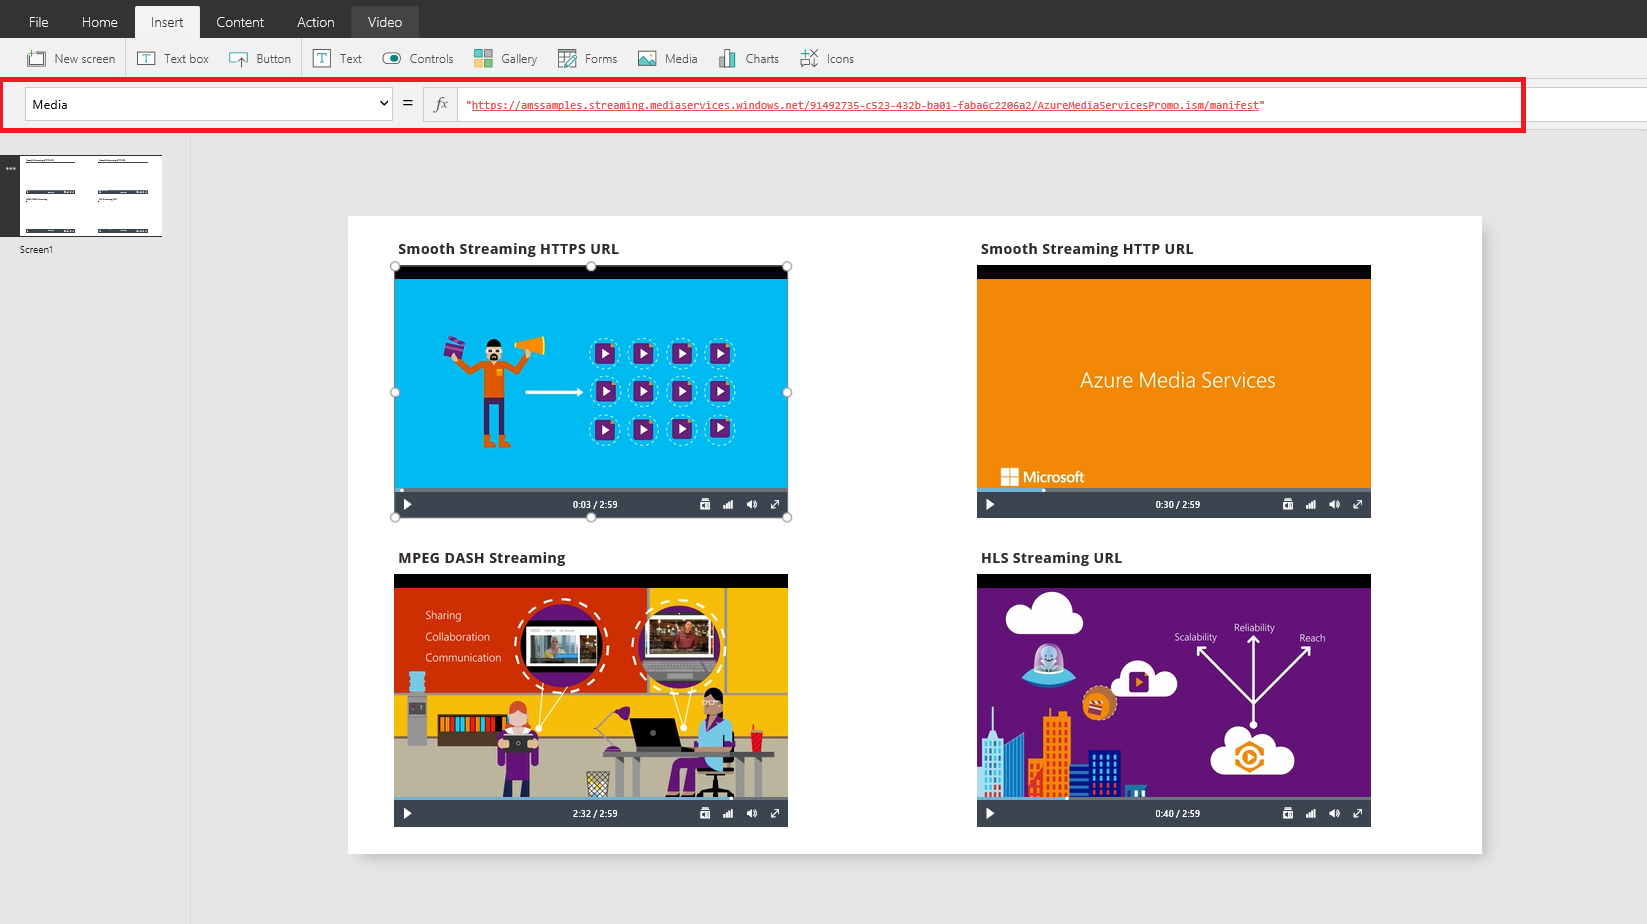 File Home Insert Content Action Video
New screen Text box Button Text Controls Gallery Forms Media Charts Icons
Media = fx "https://amssamples.streaming.mediaservices.windows.net/91492735-c523-432b-ba01-faba6c2206a2/AzureMediaServicesPromo.ism/manifest"
Screen1
Smooth Streaming HTTPS URL
0:03 / 2:59
Smooth Streaming HTTP URL
Azure Media Services
Microsoft
0:30 / 2:59
MPEG DASH Streaming
Sharing
Collaboration
Communication
2:32 / 2:59
HLS Streaming URL
Scalability Reliability Reach
0:40 / 2:59